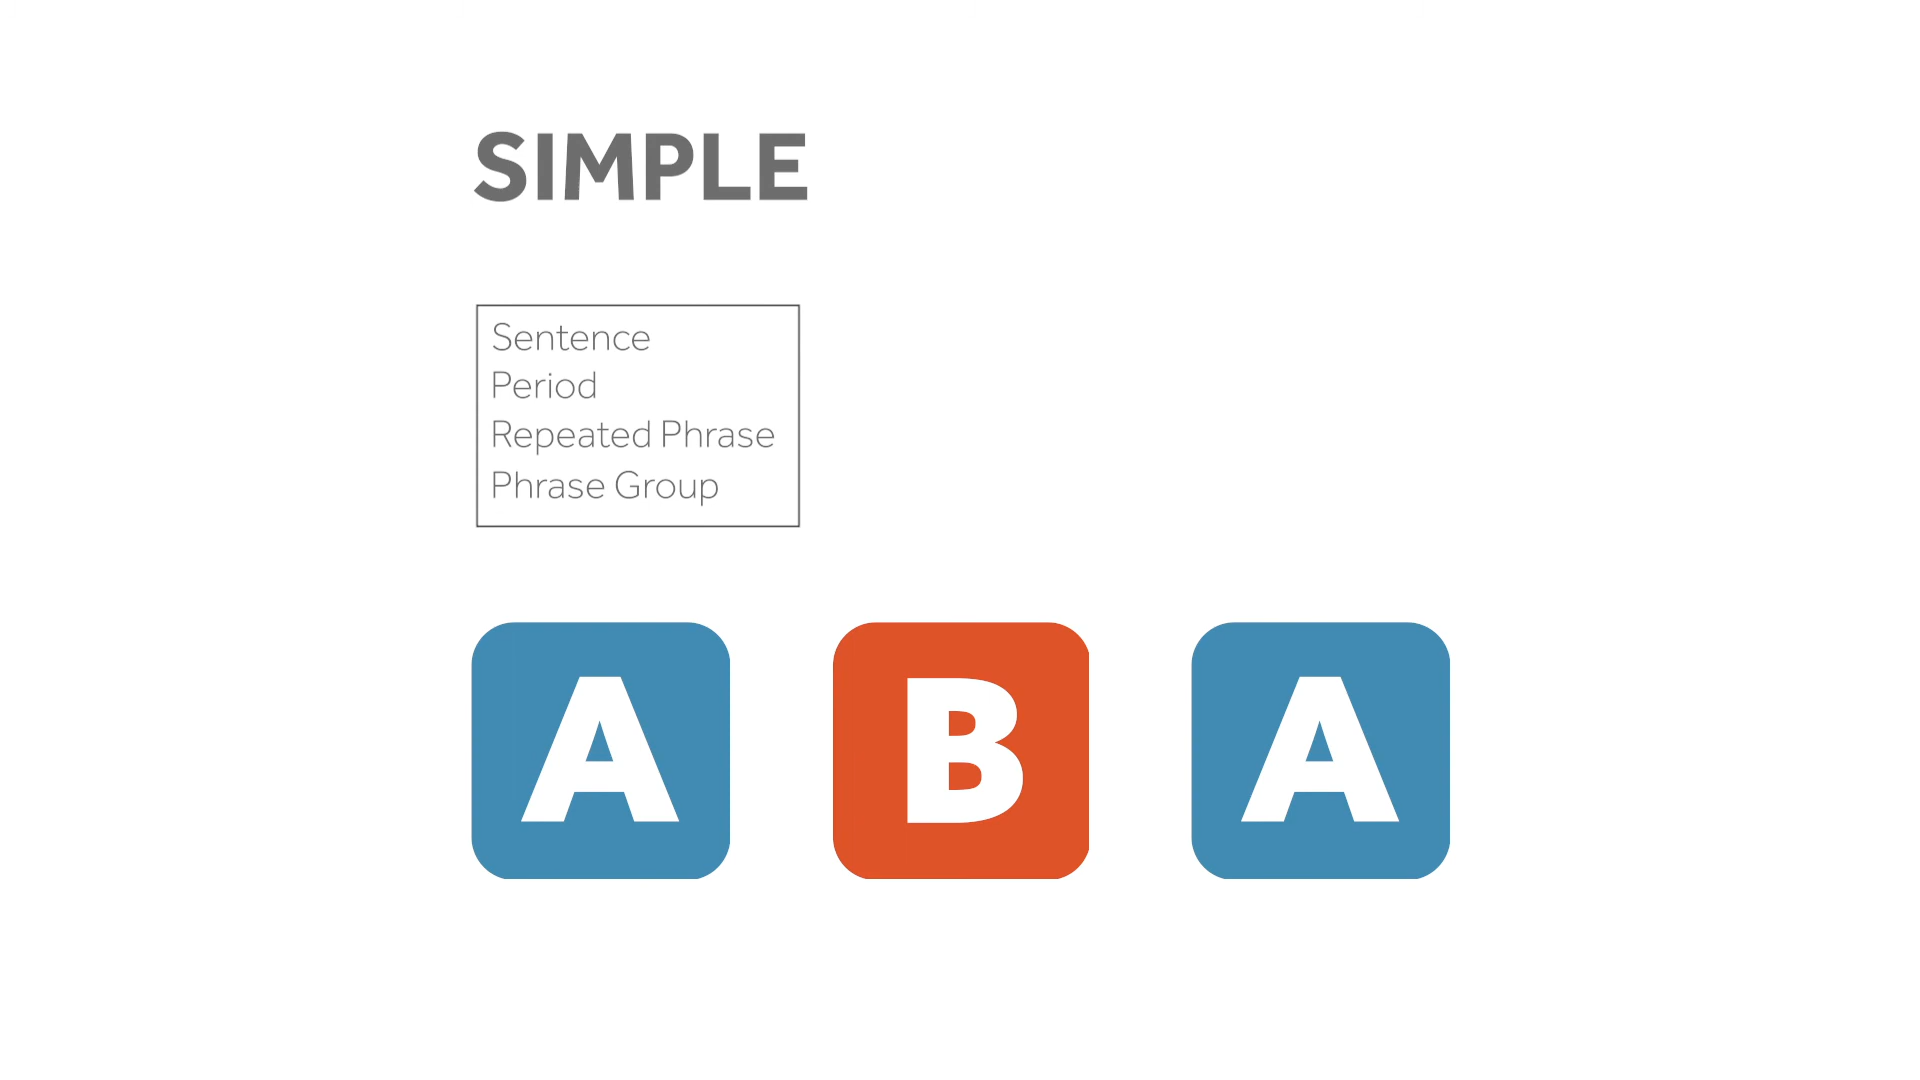 SIMPLE
Sentence
Period
Repeated Phrase
Phrase Group
A B A